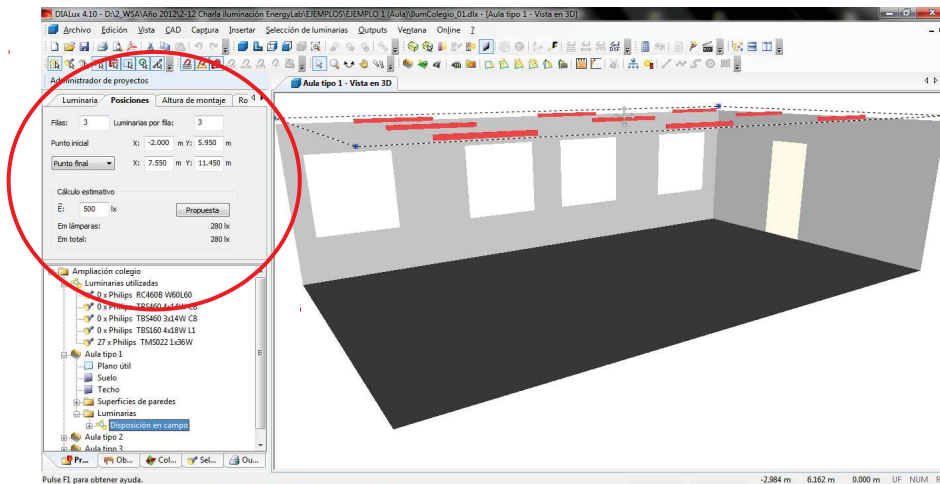 DIALux 4.10 - D:\2_WSA\Año 2012\2-12 Charla iluminación EnergyLab\EJEMPLOS\EJEMPLO 1 (Aula)\IlumColegio_01.dlx - [Aula tipo 1 - Vista en 3D]
Archivo Edición Vista CAD Captura Insertar Selección de luminarias Outputs Ventana Online ?
Administrador de proyectos
Aula tipo 1 - Vista en 3D
Luminaria Posiciones Altura de montaje Ro
Filas: 3 Luminarias por fila: 3
Punto inicial X: -2.000 m Y: 5.950 m
Punto final X: 7.550 m Y: 11.450 m
Cálculo estimativo
E: 500 lx Propuesta
Em lámparas: 280 lx
Em total: 280 lx
Ampliación colegio
Luminarias utilizadas
0 x Philips RC460B W60L60
0 x Philips TBS460 4x14W C8
0 x Philips TBS460 3x14W C8
0 x Philips TBS160 4x18W L1
27 x Philips TMS022 1x36W
Aula tipo 1
Plano útil
Suelo
Techo
Superficies de paredes
Luminarias
Disposición en campo
Aula tipo 2
Aula tipo 3
Pr... Ob... Col... Sel... Ou...
Pulse F1 para obtener ayuda. -2.984 m 6.162 m 0.000 m UF NUM